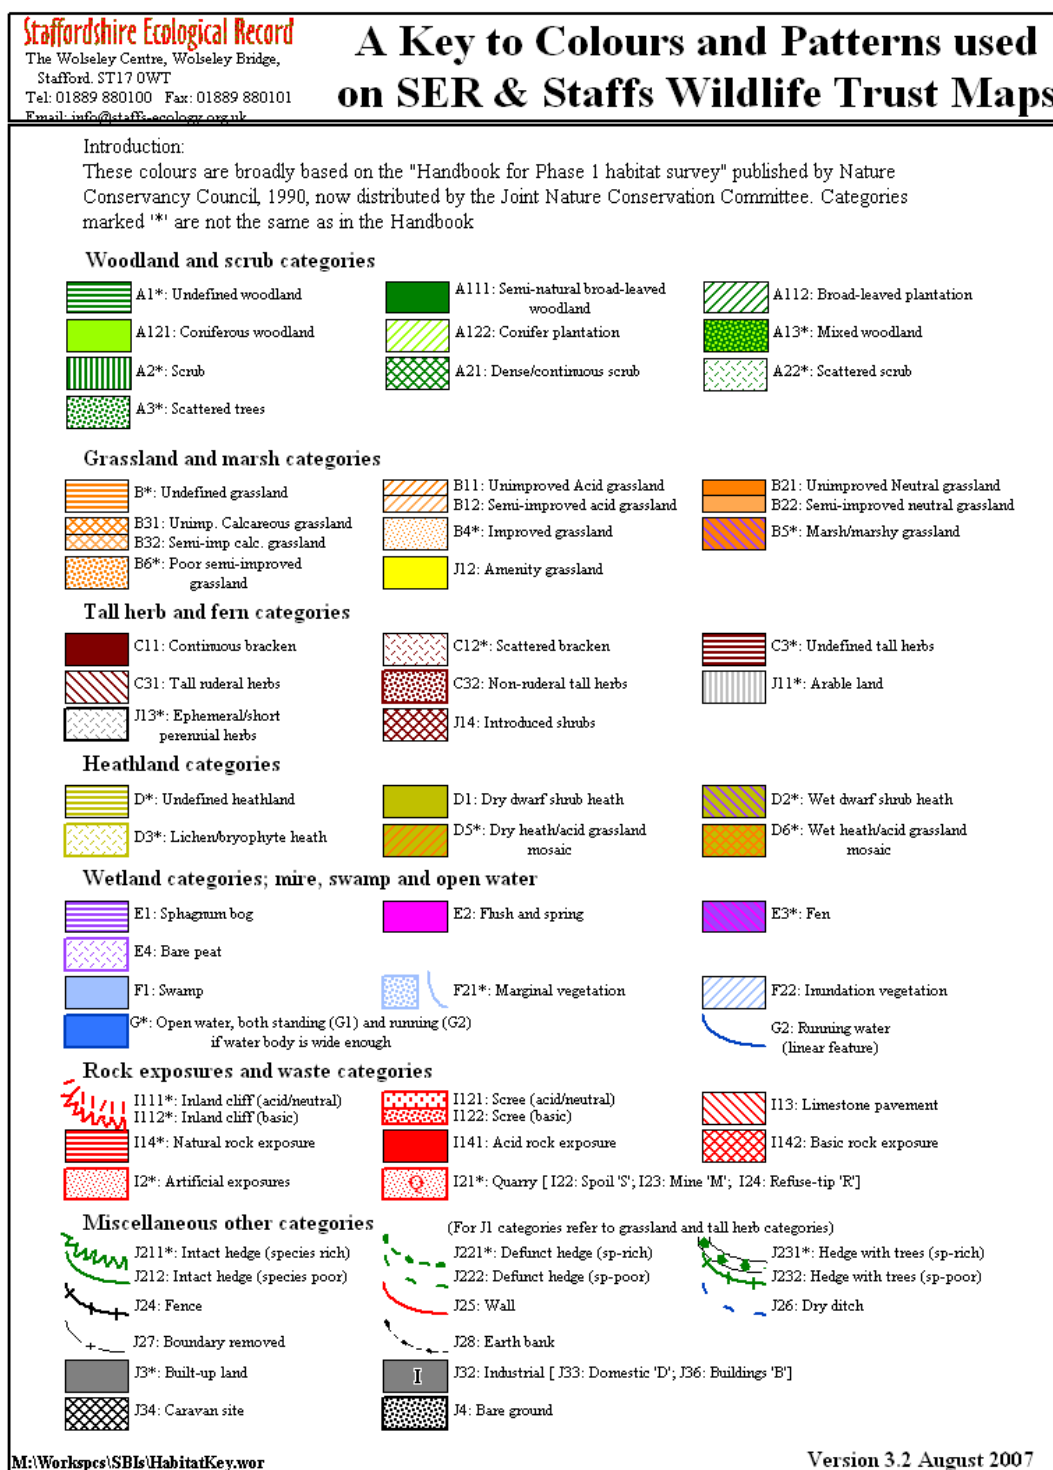 Staffordshire Ecological Record
The Wolseley Centre, Wolseley Bridge,
Stafford. ST17 0WT
Tel: 01889 880100 Fax: 01889 880101
Email: info@staffs-ecology.org.uk
A Key to Colours and Patterns used
on SER & Staffs Wildlife Trust Maps
Introduction:
These colours are broadly based on the "Handbook for Phase 1 habitat survey" published by Nature
Conservancy Council, 1990, now distributed by the Joint Nature Conservation Committee. Categories
marked '*' are not the same as in the Handbook
Woodland and scrub categories
A1*: Undefined woodland
A111: Semi-natural broad-leaved
woodland
A112: Broad-leaved plantation
A121: Coniferous woodland
A122: Conifer plantation
A13*: Mixed woodland
A2*: Scrub
A21: Dense/continuous scrub
A22*: Scattered scrub
A3*: Scattered trees
Grassland and marsh categories
B*: Undefined grassland
B11: Unimproved Acid grassland
B12: Semi-improved acid grassland
B21: Unimproved Neutral grassland
B22: Semi-improved neutral grassland
B31: Unimp. Calcareous grassland
B32: Semi-imp calc. grassland
B4*: Improved grassland
B5*: Marsh/marshy grassland
B6*: Poor semi-improved
grassland
J12: Amenity grassland
Tall herb and fern categories
C11: Continuous bracken
C12*: Scattered bracken
C3*: Undefined tall herbs
C31: Tall ruderal herbs
C32: Non-ruderal tall herbs
J11*: Arable land
J13*: Ephemeral/short
perennial herbs
J14: Introduced shrubs
Heathland categories
D*: Undefined heathland
D1: Dry dwarf shrub heath
D2*: Wet dwarf shrub heath
D3*: Lichen/bryophyte heath
D5*: Dry heath/acid grassland
mosaic
D6*: Wet heath/acid grassland
mosaic
Wetland categories; mire, swamp and open water
E1: Sphagnum bog
E2: Flush and spring
E3*: Fen
E4: Bare peat
F1: Swamp
F21*: Marginal vegetation
F22: Inundation vegetation
G*: Open water, both standing (G1) and running (G2)
if water body is wide enough
G2: Running water
(linear feature)
Rock exposures and waste categories
I111*: Inland cliff (acid/neutral)
I112*: Inland cliff (basic)
I121: Scree (acid/neutral)
I122: Scree (basic)
I13: Limestone pavement
I14*: Natural rock exposure
I141: Acid rock exposure
I142: Basic rock exposure
I2*: Artificial exposures
Q
I21*: Quarry [ I22: Spoil 'S'; I23: Mine 'M'; I24: Refuse-tip 'R']
Miscellaneous other categories
(For J1 categories refer to grassland and tall herb categories)
J211*: Intact hedge (species rich)
J212: Intact hedge (species poor)
J221*: Defunct hedge (sp-rich)
J222: Defunct hedge (sp-poor)
J231*: Hedge with trees (sp-rich)
J232: Hedge with trees (sp-poor)
J24: Fence
J25: Wall
J26: Dry ditch
J27: Boundary removed
J28: Earth bank
J3*: Built-up land
I
J32: Industrial [ J33: Domestic 'D'; J36: Buildings 'B']
J34: Caravan site
J4: Bare ground
M:\Workspcs\SBIs\HabitatKey.wor
Version 3.2 August 2007